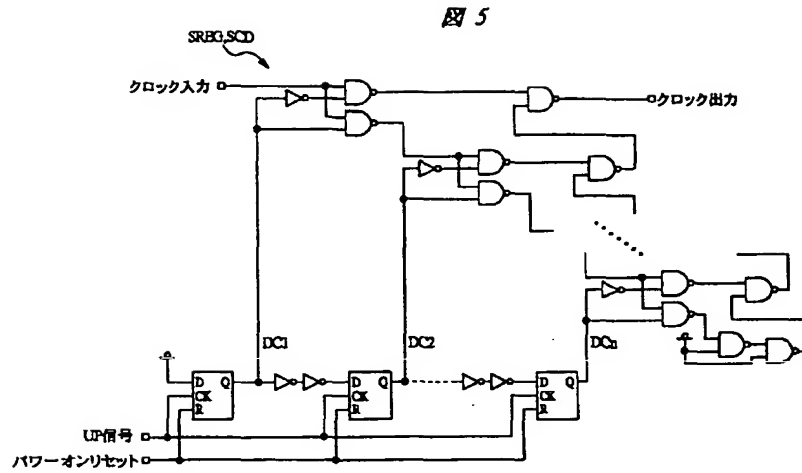 図 5
SREG,SCD
クロック入力
クロック出力
DC1
DC2
DCn
D Q
CK
R
D Q
CK
R
D Q
CK
R
UP信号
パワーオンリセット